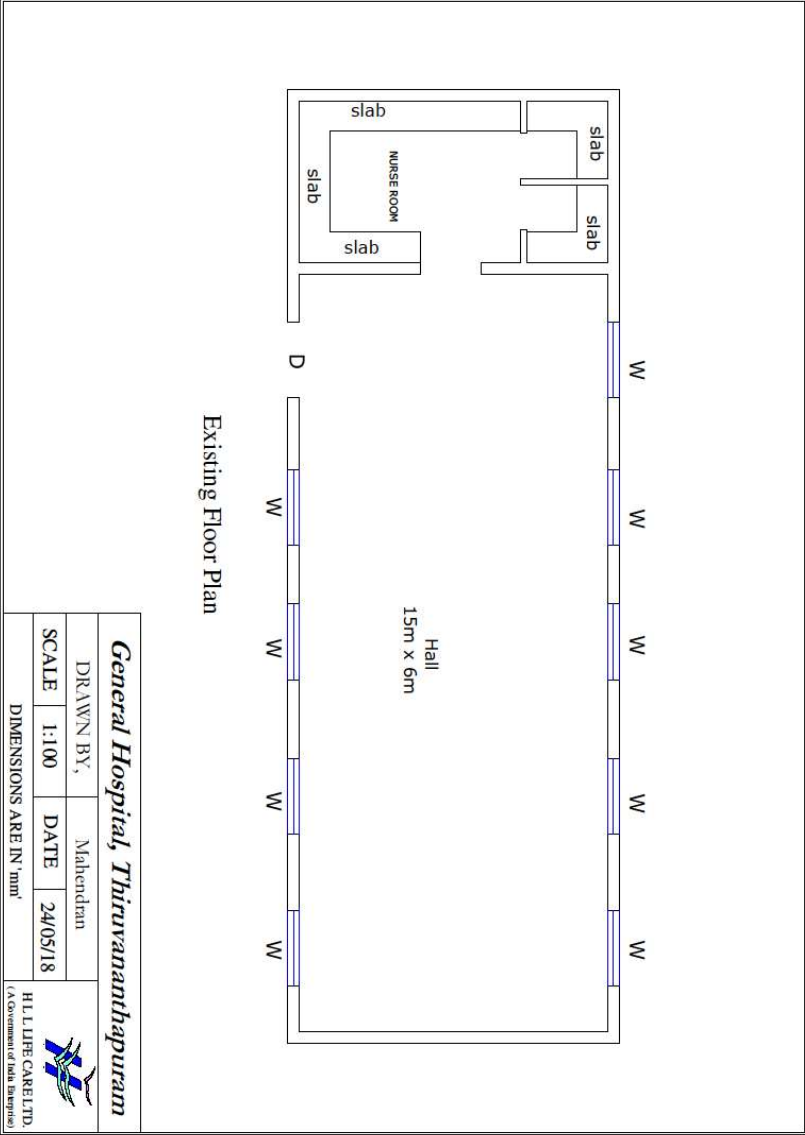 slab
slab
slab
slab
slab
NURSE ROOM
D
W
W
W
W
W
W
W
W
W
Hall
15m x 6m
Existing Floor Plan
General Hospital, Thiruvananthapuram
DRAWN BY, Mahendran
SCALE 1:100 DATE 24/05/18
DIMENSIONS ARE IN 'mm'
H L L LIFE CARE LTD.
( A Government of India Enterprise)